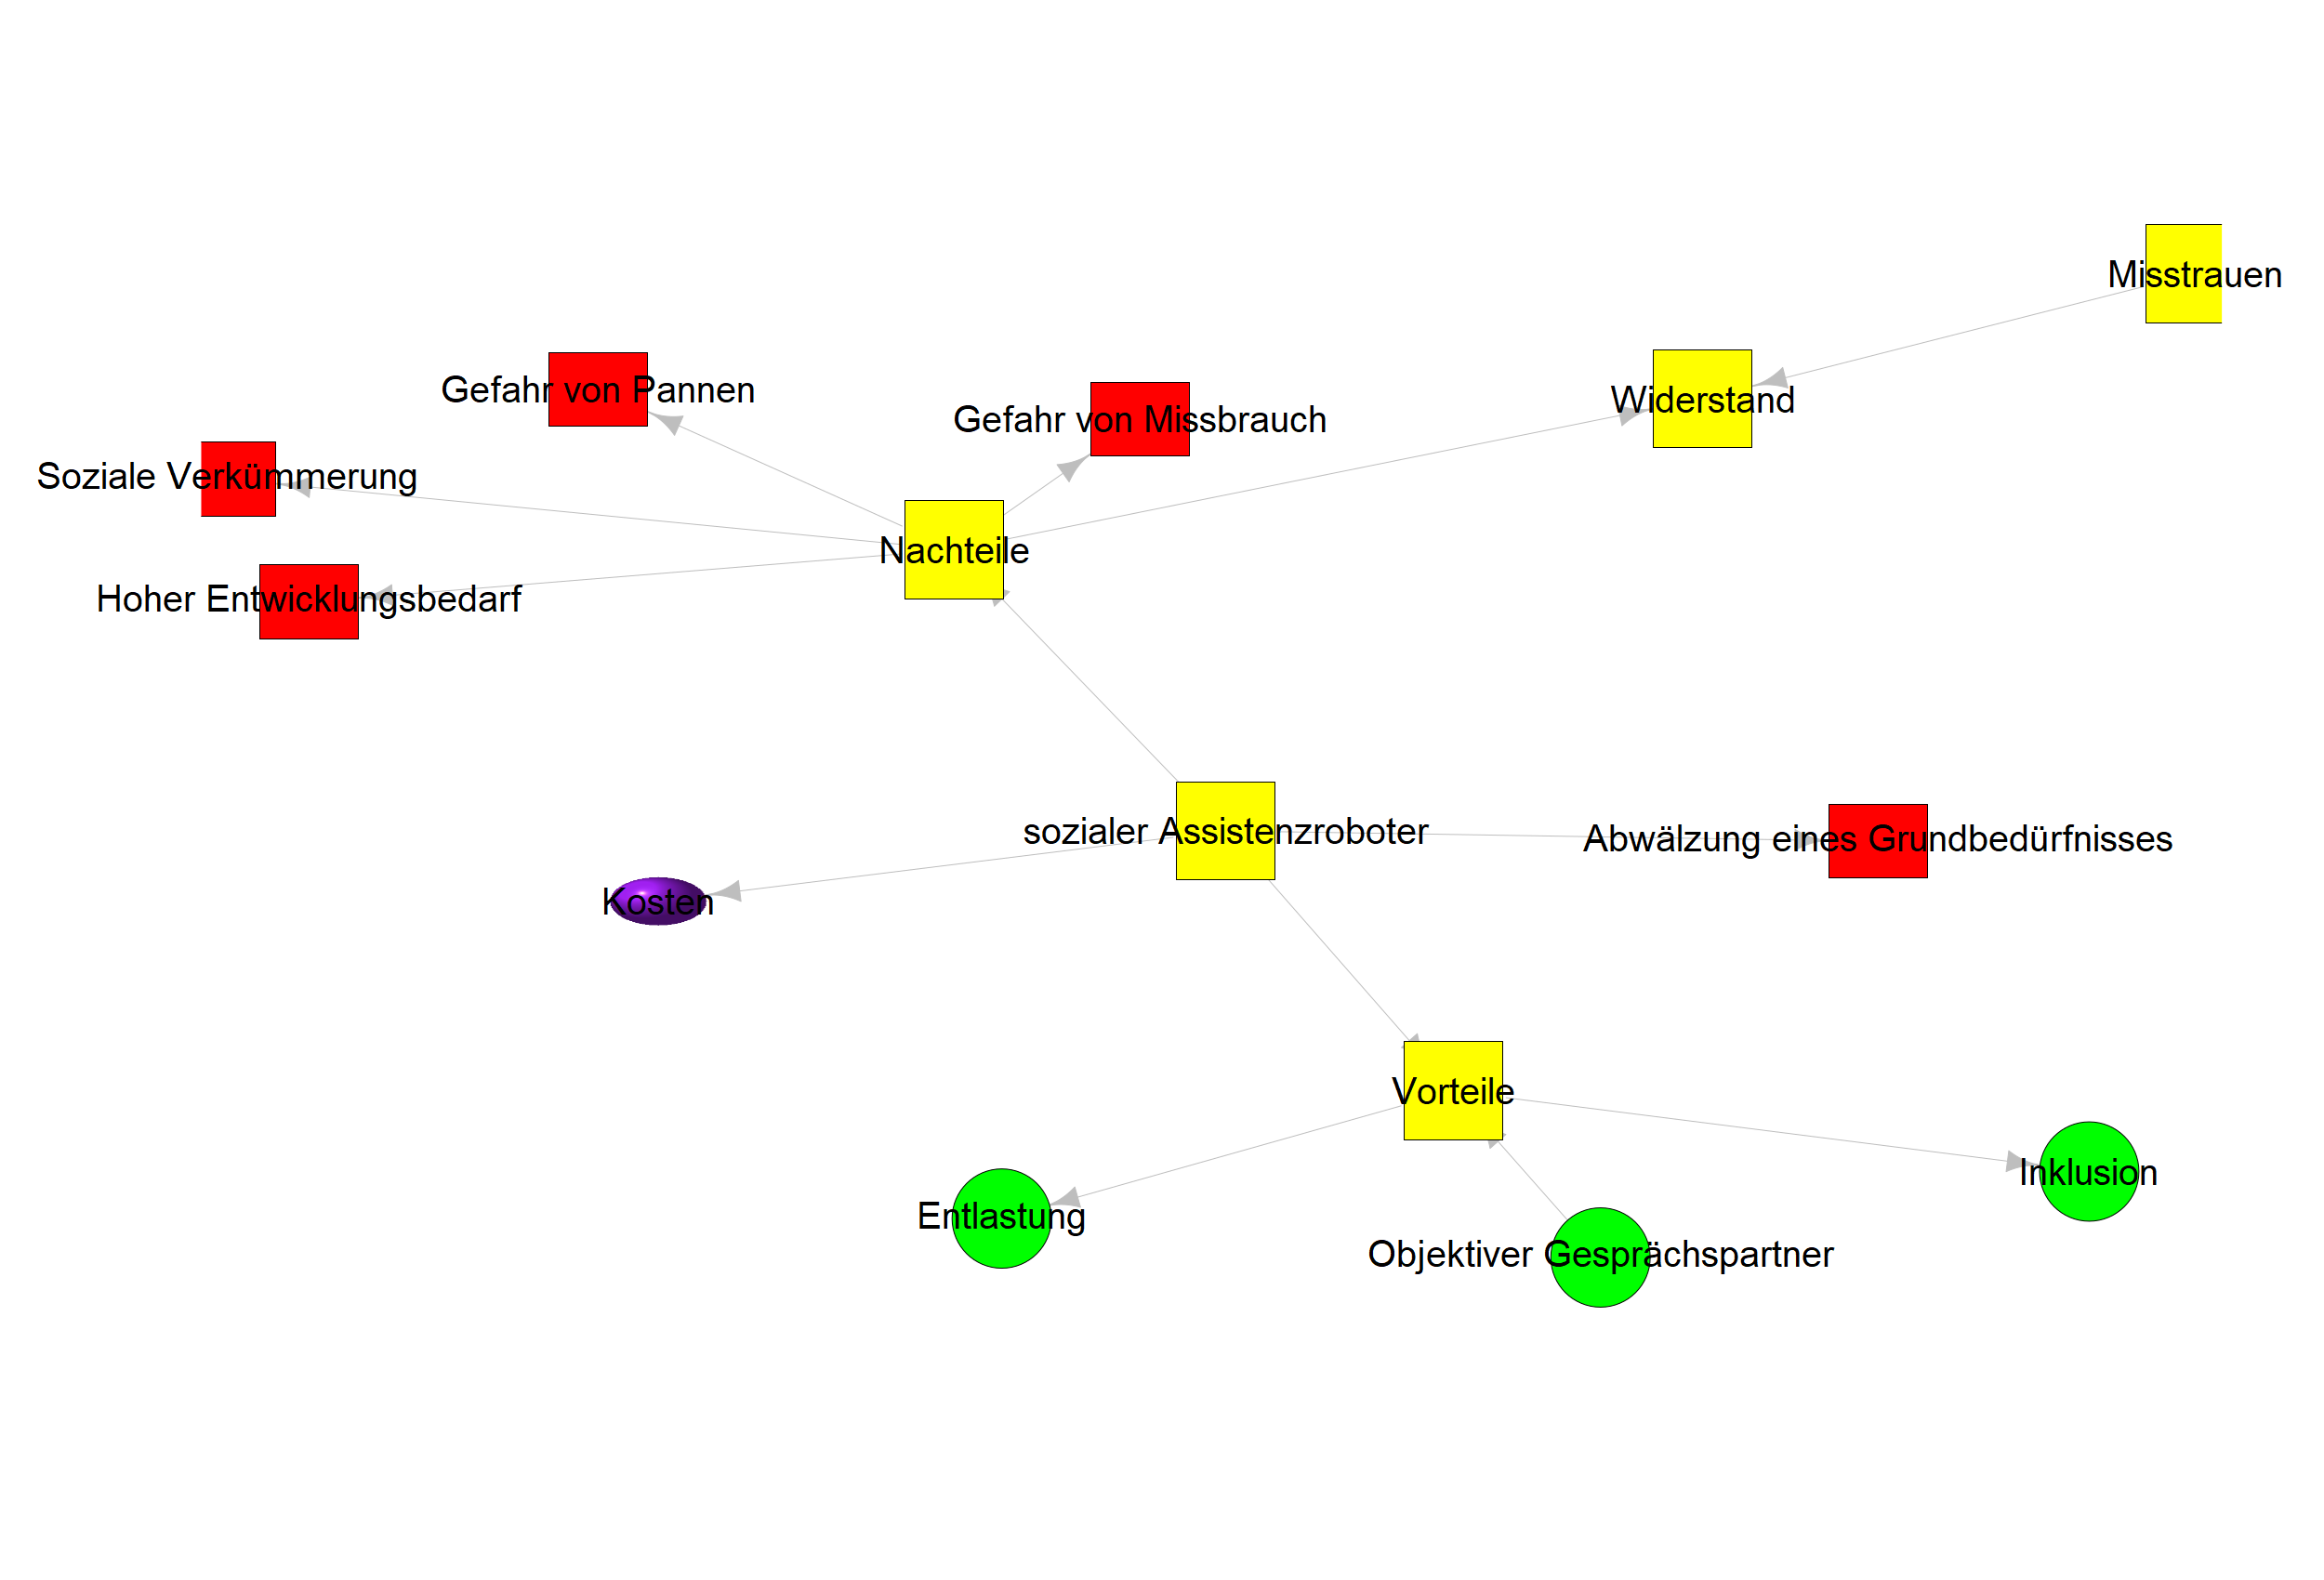 Misstrauen
Gefahr von Pannen
Widerstand
Gefahr von Missbrauch
Soziale Verkümmerung
Nachteile
Hoher Entwicklungsbedarf
sozialer Assistenzroboter
Abwälzung eines Grundbedürfnisses
Kosten
Vorteile
Inklusion
Entlastung
Objektiver Gesprächspartner